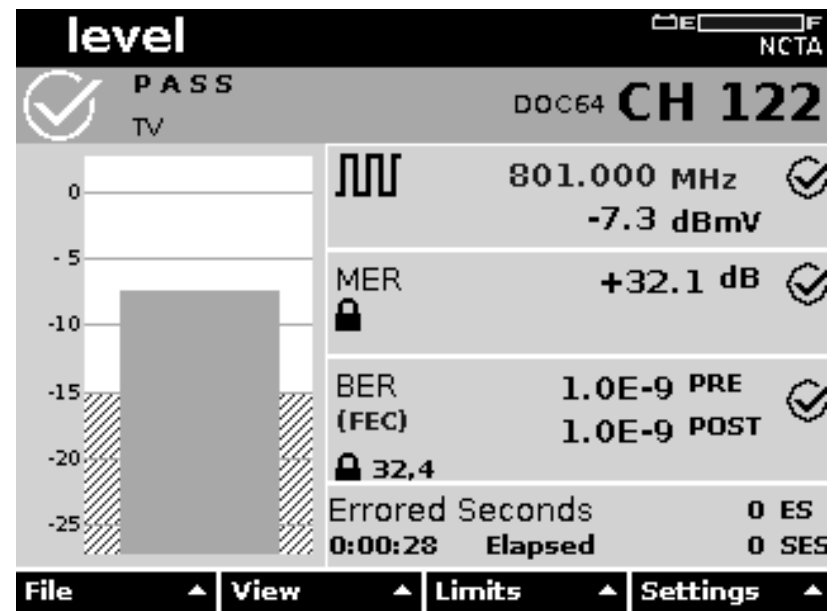 level
E F
NCTA
PASS
TV
DOC64 CH 122
0
-5
-10
-15
-20
-25
801.000 MHz
-7.3 dBmV
MER +32.1 dB
BER 1.0E-9 PRE
(FEC) 1.0E-9 POST
32,4
Errored Seconds 0 ES
0:00:28 Elapsed 0 SES
File View Limits Settings